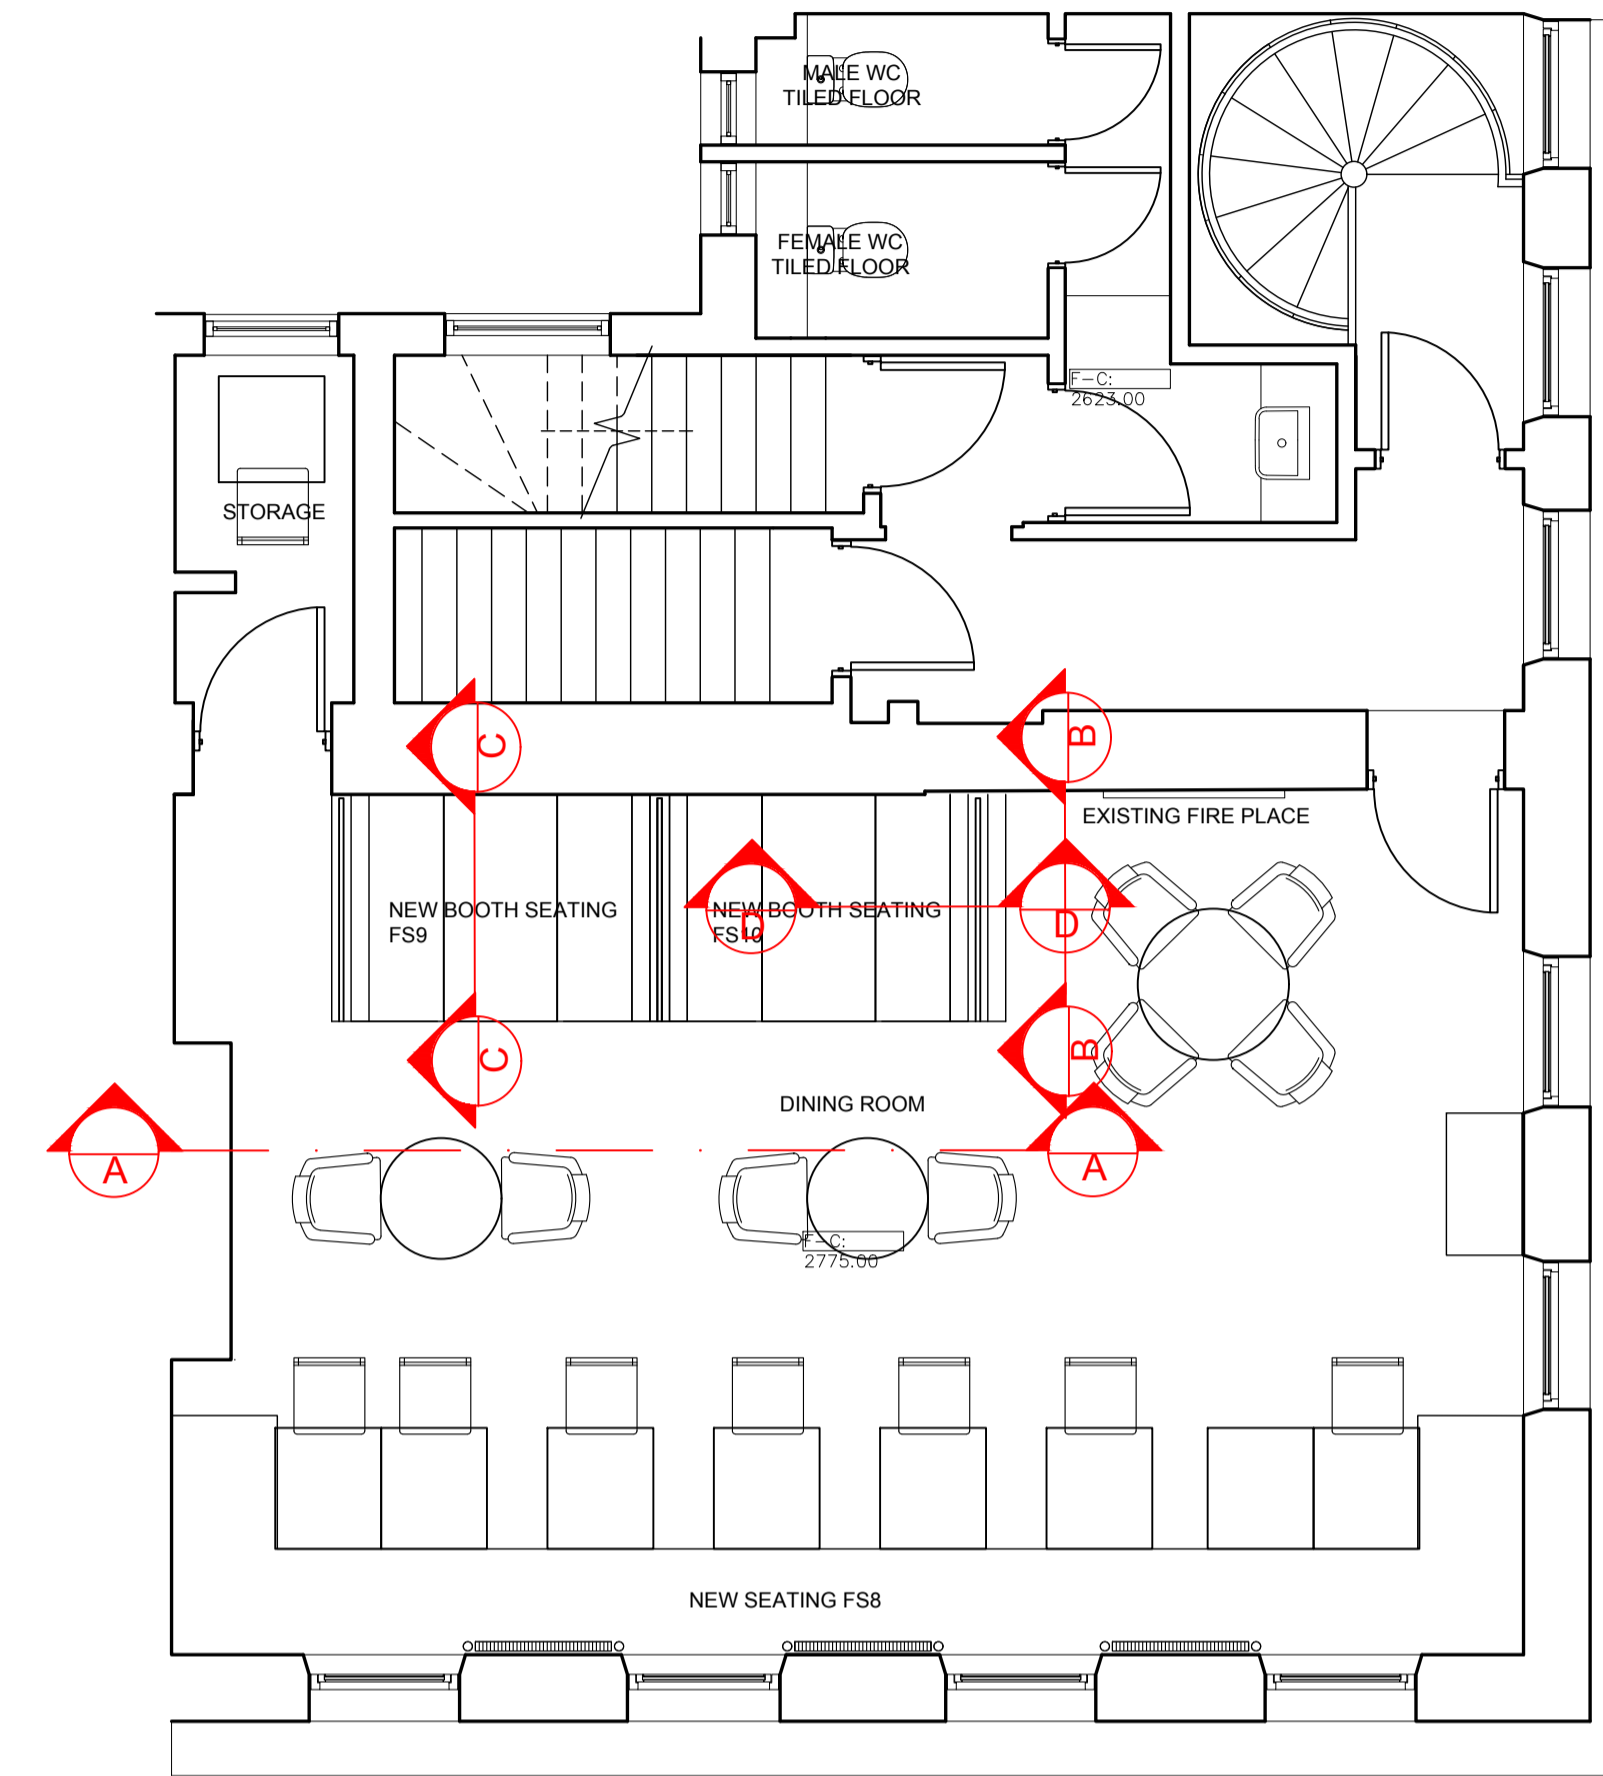 MALE WC
TILED FLOOR
FEMALE WC
TILED FLOOR
F-C:
2623.00
STORAGE
C
B
EXISTING FIRE PLACE
NEW BOOTH SEATING
FS9
NEW BOOTH SEATING
FS10
D
D
C
B
DINING ROOM
A
A
F-C:
2775.00
NEW SEATING FS8